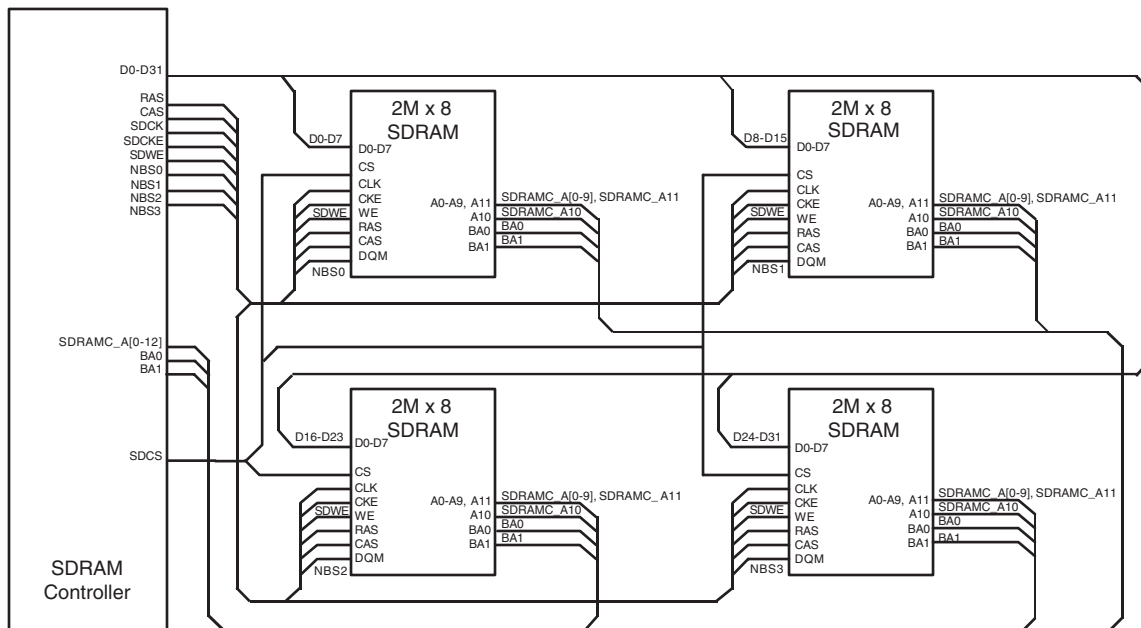 D0-D31
RAS
CAS
SDCK
SDCKE
SDWE
NBS0
NBS1
NBS2
NBS3
SDRAMC_A[0-12]
BA0
BA1
SDCS
SDRAM
Controller
2M x 8
SDRAM
D0-D7
D0-D7
CS
CLK
CKE
SDWE
WE
RAS
CAS
DQM
NBS0
A0-A9, A11
A10
BA0
BA1
SDRAMC_A[0-9], SDRAMC_A11
SDRAMC_A10
BA0
BA1
2M x 8
SDRAM
D8-D15
D0-D7
CS
CLK
CKE
SDWE
WE
RAS
CAS
DQM
NBS1
A0-A9, A11
A10
BA0
BA1
SDRAMC_A[0-9], SDRAMC_A11
SDRAMC_A10
BA0
BA1
2M x 8
SDRAM
D16-D23
D0-D7
CS
CLK
CKE
SDWE
WE
RAS
CAS
DQM
NBS2
A0-A9, A11
A10
BA0
BA1
SDRAMC_A[0-9], SDRAMC_A11
SDRAMC_A10
BA0
BA1
2M x 8
SDRAM
D24-D31
D0-D7
CS
CLK
CKE
SDWE
WE
RAS
CAS
DQM
NBS3
A0-A9, A11
A10
BA0
BA1
SDRAMC_A[0-9], SDRAMC_A11
SDRAMC_A10
BA0
BA1